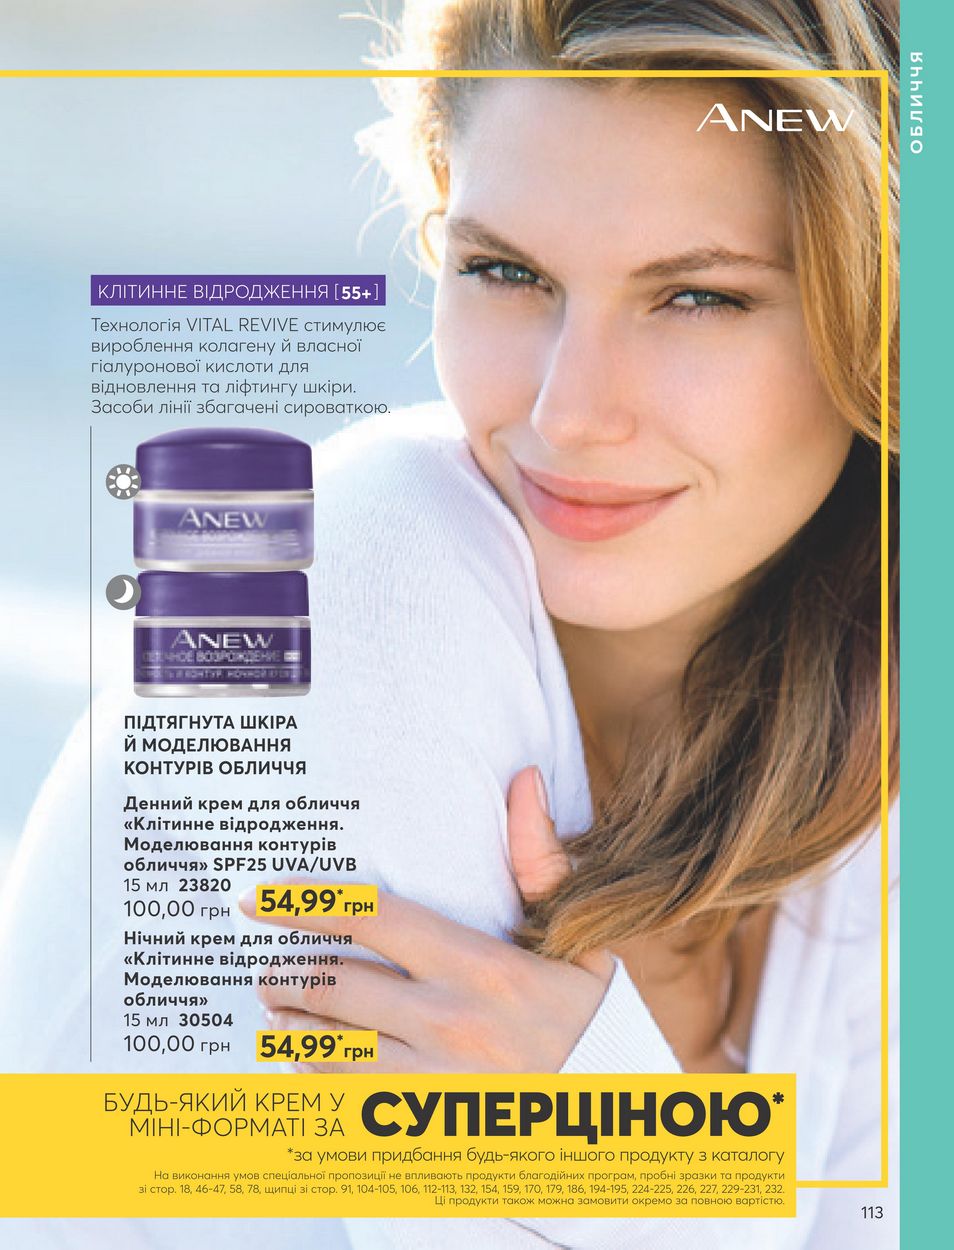 ОБЛИЧЧЯ
ANEW
КЛІТИННЕ ВІДРОДЖЕННЯ [55+]
Технологія VITAL REVIVE стимулює
вироблення колагену й власної
гіалуронової кислоти для
відновлення та ліфтингу шкіри.
Засоби лінії збагачені сироваткою.
ANEW
ANEW
ВОЗРОЖДЕНИЕ
КОНТУР. НОЧНОЙ КРЕМ
ПІДТЯГНУТА ШКІРА
Й МОДЕЛЮВАННЯ
КОНТУРІВ ОБЛИЧЧЯ
Денний крем для обличчя
«Клітинне відродження.
Моделювання контурів
обличчя» SPF25 UVA/UVB
15 мл 23820
100,00 грн 54,99*грн
Нічний крем для обличчя
«Клітинне відродження.
Моделювання контурів
обличчя»
15 мл 30504
100,00 грн 54,99*грн
БУДЬ-ЯКИЙ КРЕМ У
МІНІ-ФОРМАТІ ЗА СУПЕРЦІНОЮ*
*за умови придбання будь-якого іншого продукту з каталогу
На виконання умов спеціальної пропозиції не впливають продукти благодійних програм, пробні зразки та продукти
зі стор. 18, 46-47, 58, 78, щипці зі стор. 91, 104-105, 106, 112-113, 132, 154, 159, 170, 179, 186, 194-195, 224-225, 226, 227, 229-231, 232.
Ці продукти також можна замовити окремо за повною вартістю.
113